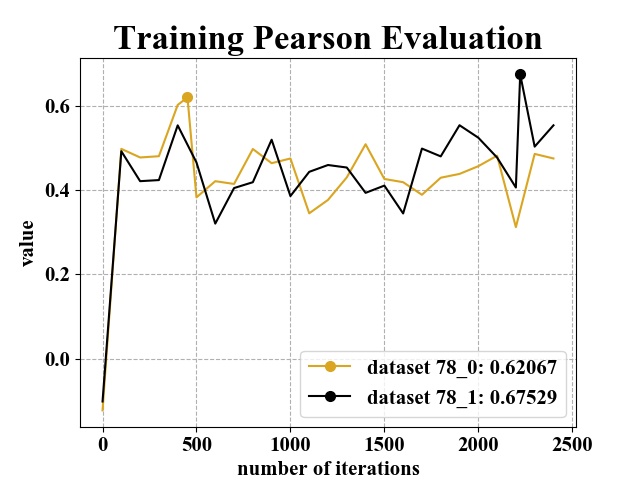 Training Pearson Evaluation
0.6
0.4
0.2
0.0
value
dataset 78_0: 0.62067
dataset 78_1: 0.67529
0 500 1000 1500 2000 2500
number of iterations